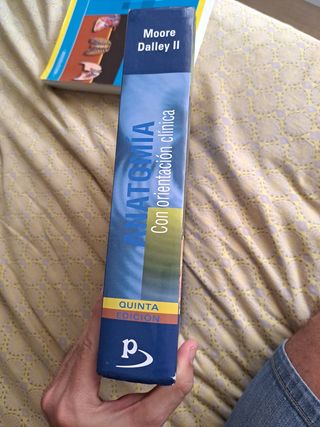 Moore
Dalley II
ANATOMIA
Con orientación clínica
QUINTA
EDICIÓN